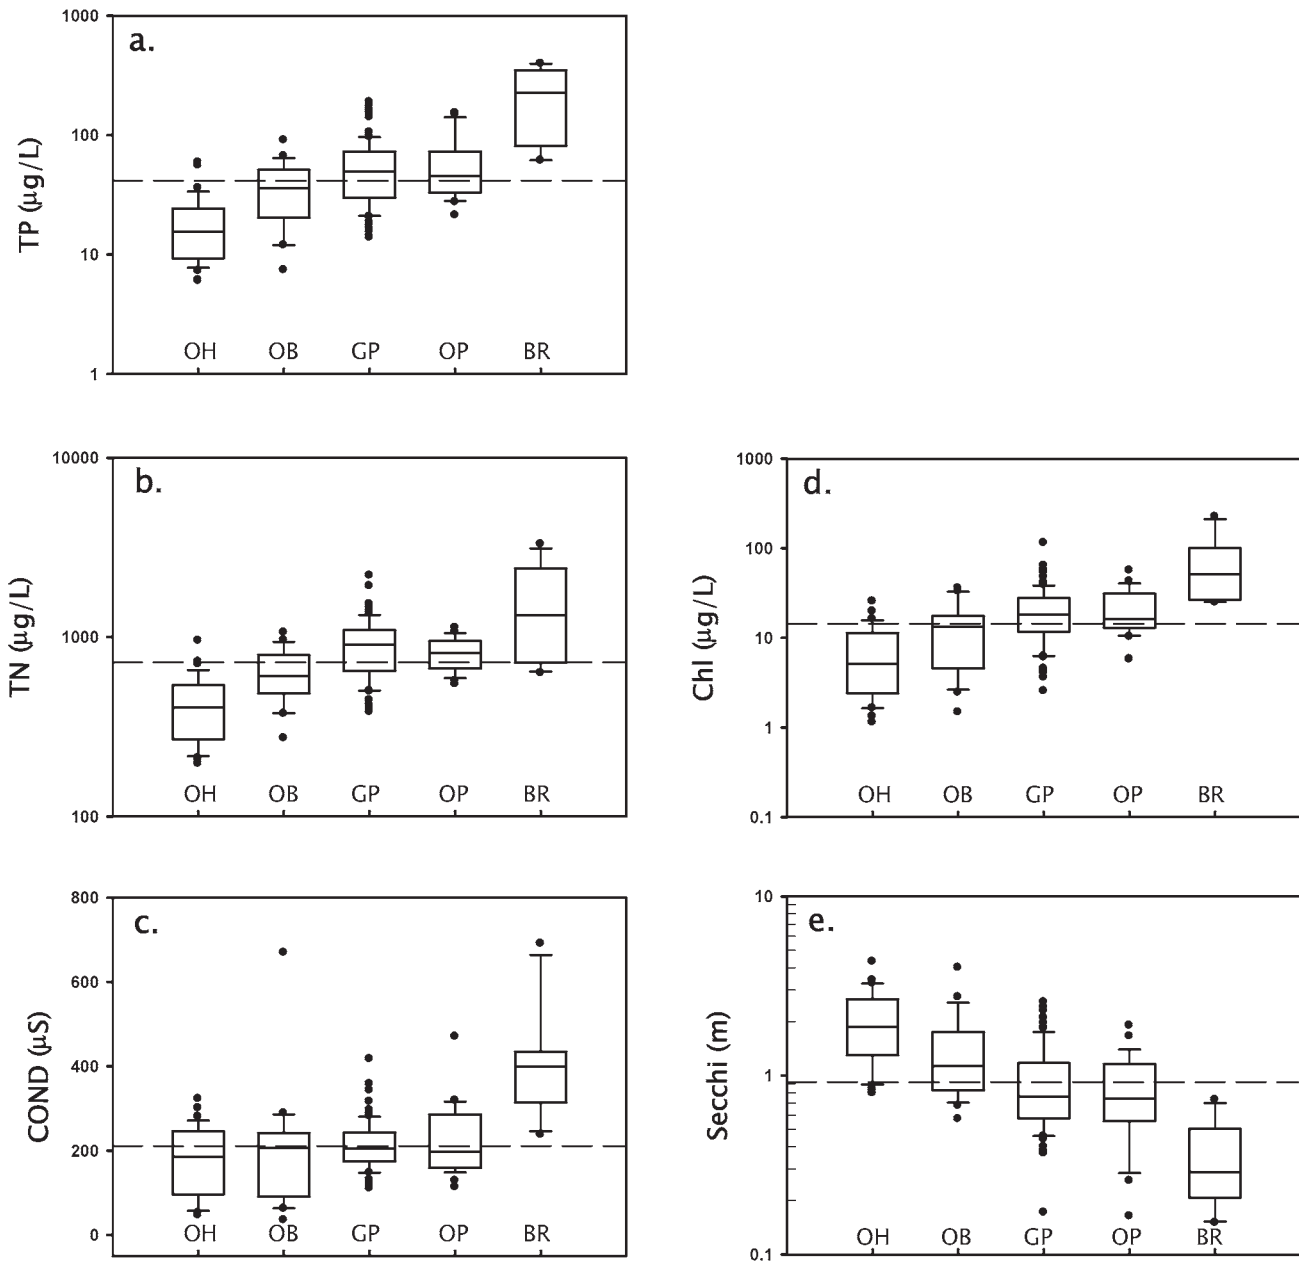 a.
1000
100
10
1
TP (µg/L)
OH OB GP OP BR
b.
10000
1000
100
TN (µg/L)
OH OB GP OP BR
d.
1000
100
10
1
0.1
Chl (µg/L)
OH OB GP OP BR
c.
800
600
400
200
0
COND (µS)
OH OB GP OP BR
e.
10
1
0.1
Secchi (m)
OH OB GP OP BR